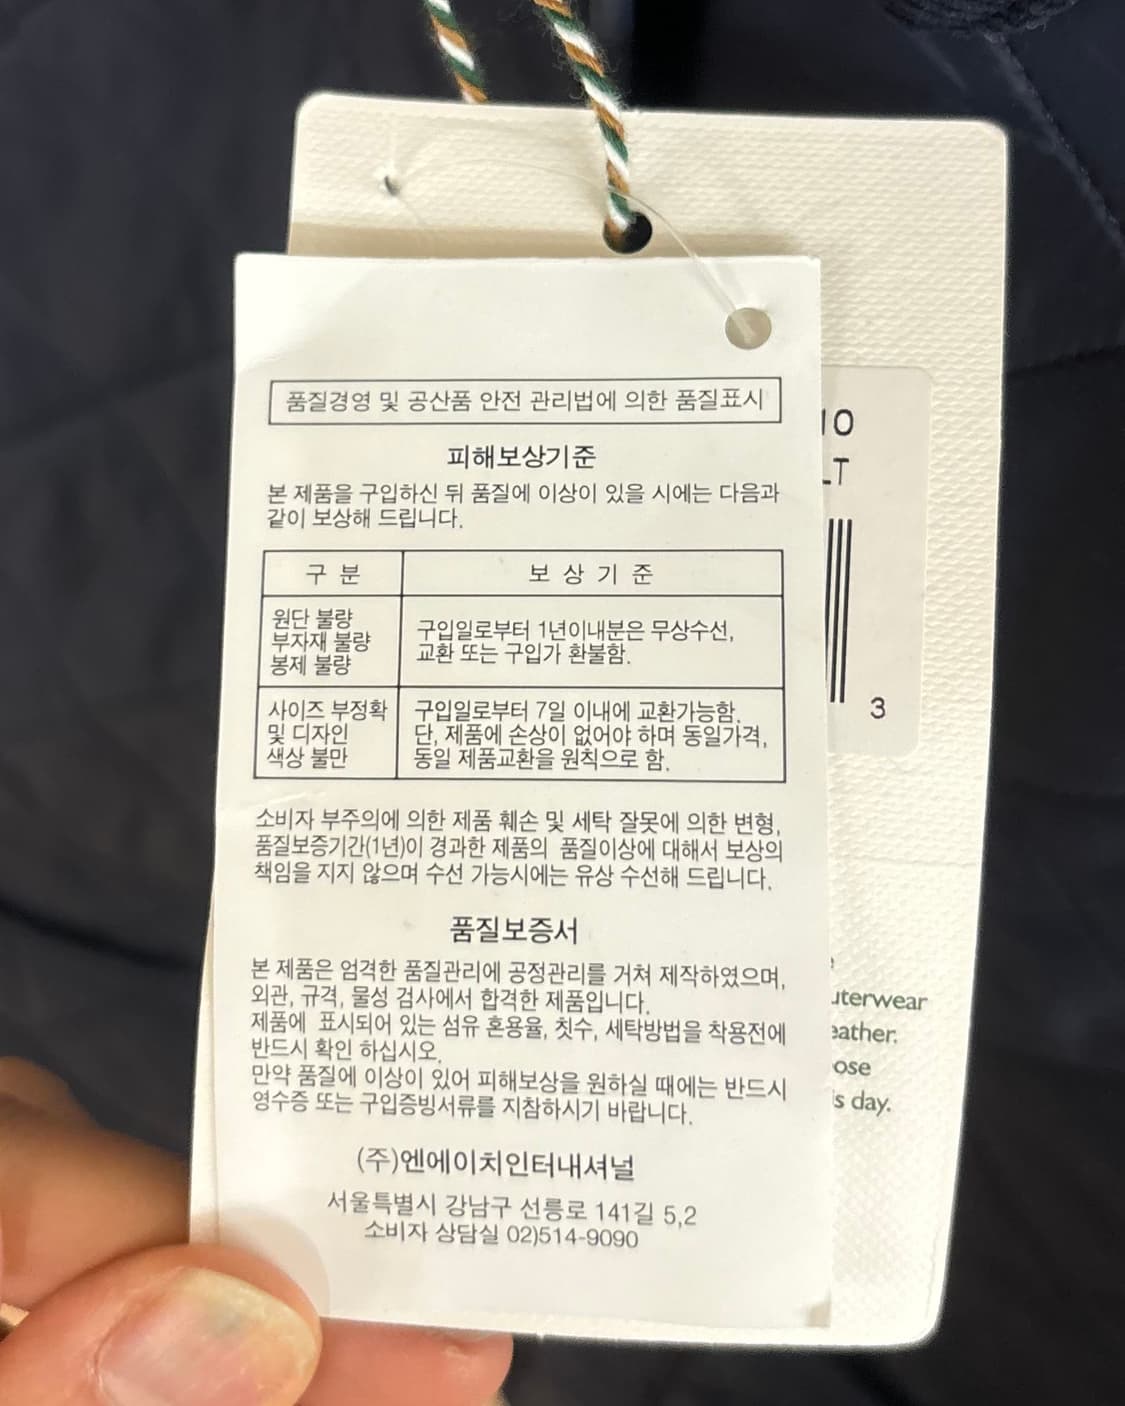 품질경영 및 공산품 안전 관리법에 의한 품질표시
피해보상기준
본 제품을 구입하신 뒤 품질에 이상이 있을 시에는 다음과
같이 보상해 드립니다.
구 분
보 상 기 준
원단 불량
부자재 불량
봉제 불량
구입일로부터 1년이내분은 무상수선,
교환 또는 구입가 환불함.
사이즈 부정확
및 디자인
색상 불만
구입일로부터 7일 이내에 교환가능함.
단, 제품에 손상이 없어야 하며 동일가격,
동일 제품교환을 원칙으로 함.
소비자 부주의에 의한 제품 훼손 및 세탁 잘못에 의한 변형,
품질보증기간(1년)이 경과한 제품의 품질이상에 대해서 보상의
책임을 지지 않으며 수선 가능시에는 유상 수선해 드립니다.
품질보증서
본 제품은 엄격한 품질관리에 공정관리를 거쳐 제작하였으며,
외관, 규격, 물성 검사에서 합격한 제품입니다.
제품에 표시되어 있는 섬유 혼용율, 칫수, 세탁방법을 착용전에
반드시 확인 하십시오.
만약 품질에 이상이 있어 피해보상을 원하실 때에는 반드시
영수증 또는 구입증빙서류를 지참하시기 바랍니다.
(주)엔에이치인터내셔널
서울특별시 강남구 선릉로 141길 5,2
소비자 상담실 02)514-9090
10
LT
3
uterwear
eather.
ose
s day.